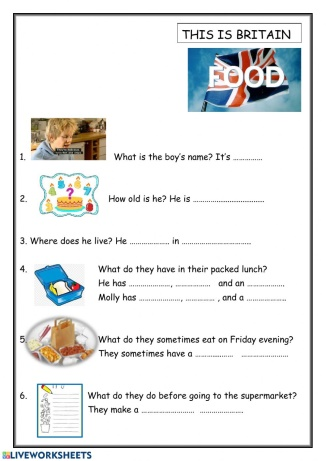 THIS IS BRITAIN
FOOD
1. What is the boy's name? It's ……………
2. How old is he? He is ………………………………
3. Where does he live? He ………………… in ………………………………
4. What do they have in their packed lunch?
He has …………………, ……………… and an ………………
Molly has …………………, ……………, and a ………………
5. What do they sometimes eat on Friday evening?
They sometimes have a ……………… ……………………
6. What do they do before going to the supermarket?
They make a ……………………… …………………
LIVEWORKSHEETS